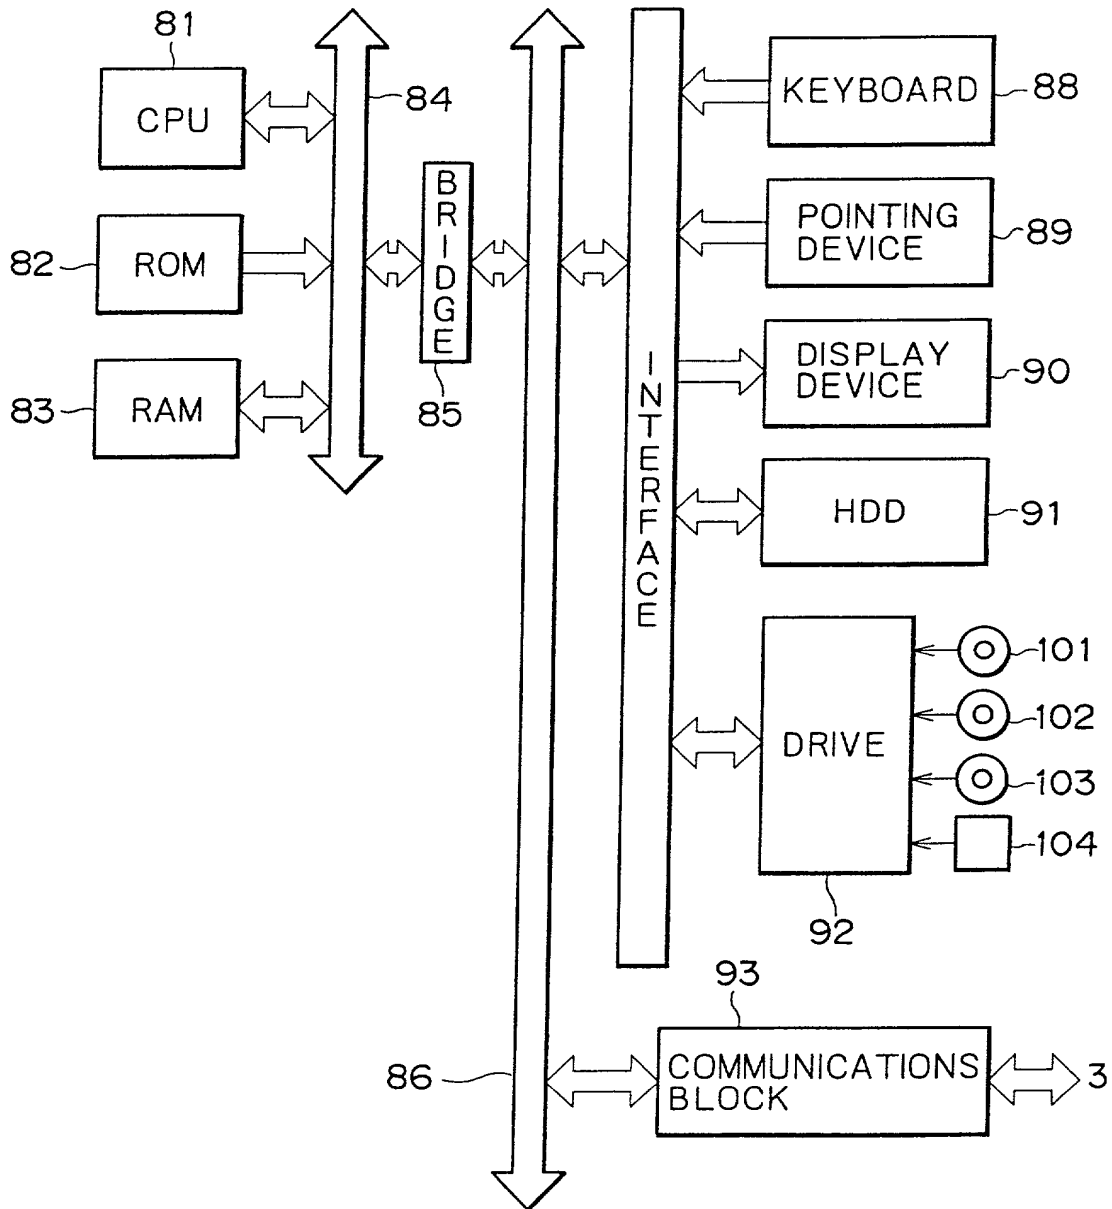 81
CPU
84
82
ROM
83
RAM
BRIDGE
85
86
INTERFACE
KEYBOARD
88
POINTING
DEVICE
89
DISPLAY
DEVICE
90
HDD
91
DRIVE
92
101
102
103
104
93
COMMUNICATIONS
BLOCK
3